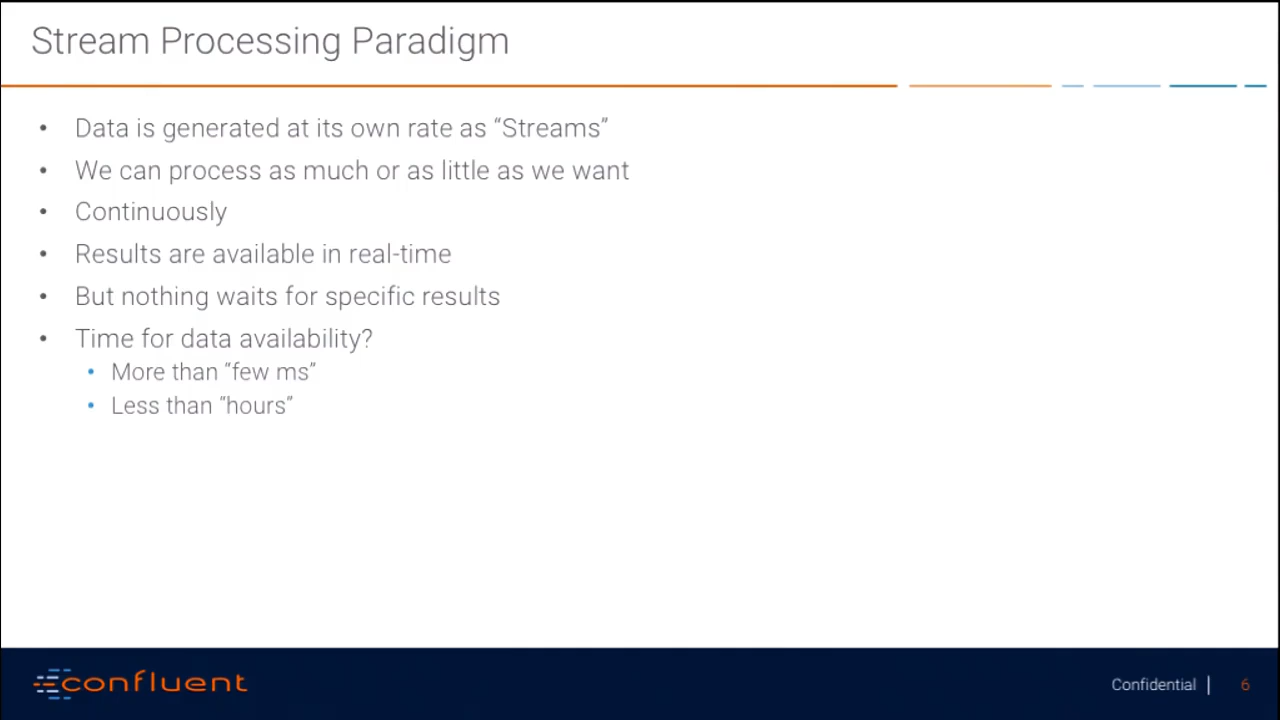 Stream Processing Paradigm
• Data is generated at its own rate as “Streams”
• We can process as much or as little as we want
• Continuously
• Results are available in real-time
• But nothing waits for specific results
• Time for data availability?
• More than “few ms”
• Less than “hours”
confluent
Confidential | 6